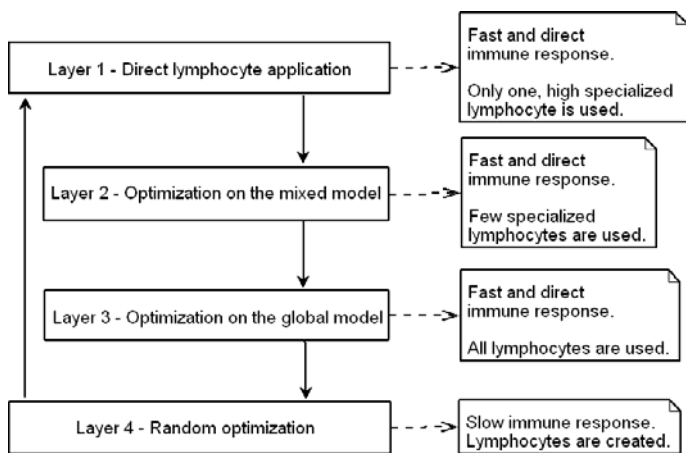 Layer 1 - Direct lymphocyte application
Fast and direct
immune response.
Only one, high specialized
lymphocyte is used.
Layer 2 - Optimization on the mixed model
Fast and direct
immune response.
Few specialized
lymphocytes are used.
Layer 3 - Optimization on the global model
Fast and direct
immune response.
All lymphocytes are used.
Layer 4 - Random optimization
Slow immune response.
Lymphocytes are created.